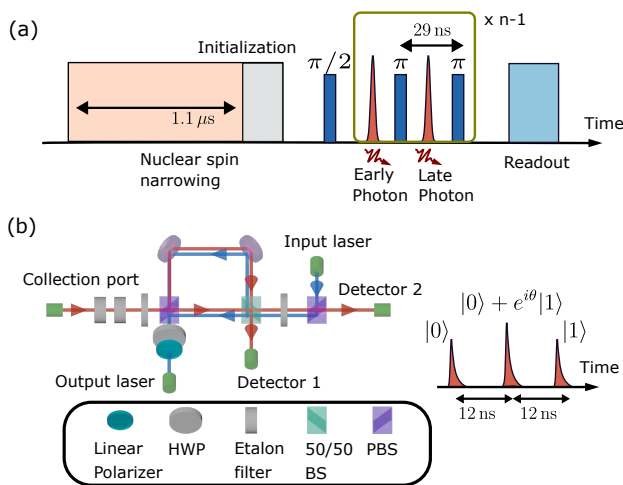 (a)
x n-1
29 ns
Initialization
π/2
π
π
1.1 μs
Time
Nuclear spin
narrowing
Early
Photon
Late
Photon
Readout
(b)
Input laser
Collection port
Detector 2
|0⟩ + e^{iθ}|1⟩
|0⟩
|1⟩
Time
Output laser
Detector 1
12 ns
12 ns
Linear
Polarizer
HWP
Etalon
filter
50/50
BS
PBS